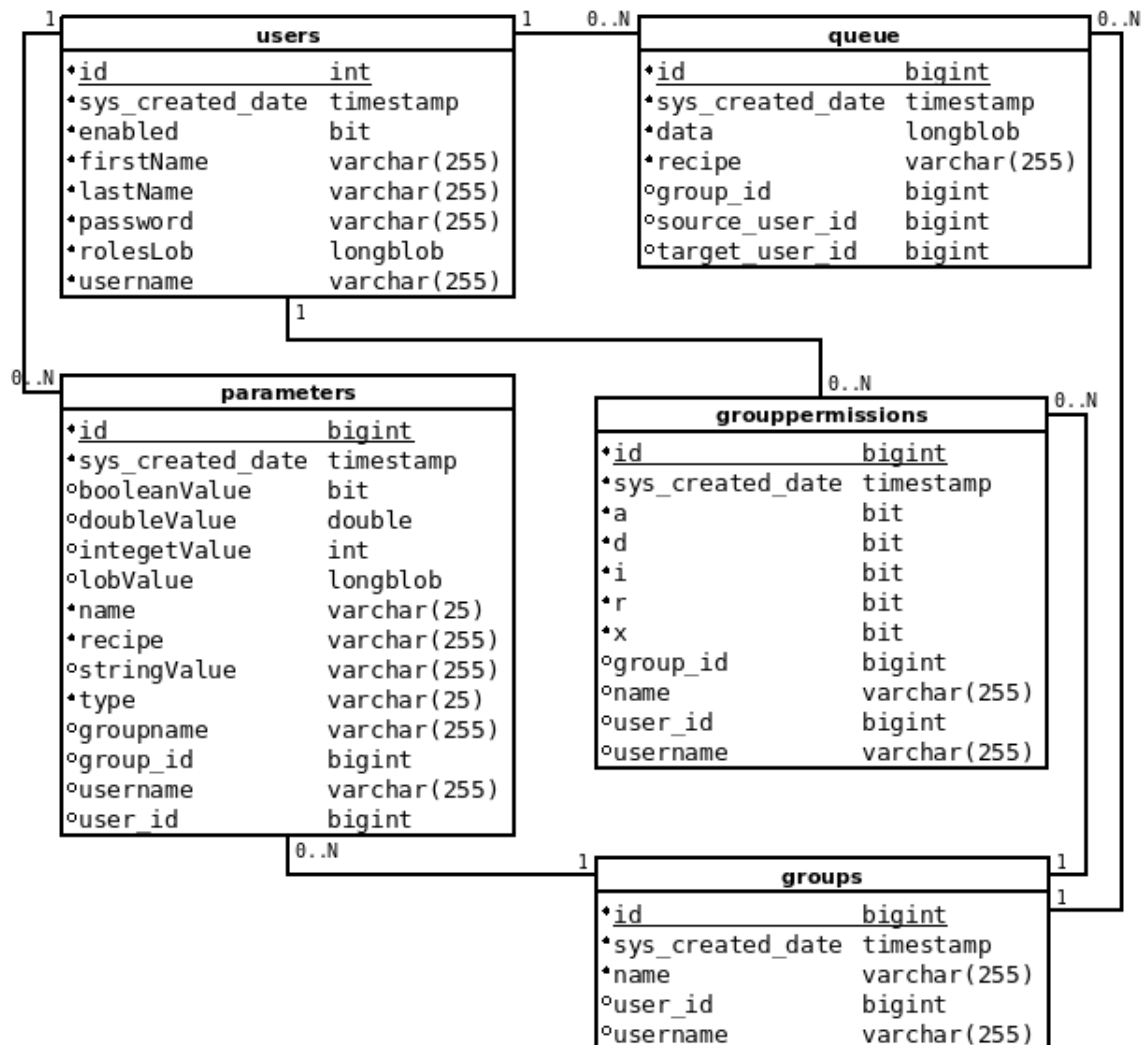 1
1
0..N
0..N
users
id int
sys_created_date timestamp
enabled bit
firstName varchar(255)
lastName varchar(255)
password varchar(255)
rolesLob longblob
username varchar(255)
queue
id bigint
sys_created_date timestamp
data longblob
recipe varchar(255)
group_id bigint
source_user_id bigint
target_user_id bigint
1
0..N
0..N
0..N
parameters
id bigint
sys_created_date timestamp
booleanValue bit
doubleValue double
integetValue int
lobValue longblob
name varchar(25)
recipe varchar(255)
stringValue varchar(255)
type varchar(25)
groupname varchar(255)
group_id bigint
username varchar(255)
user_id bigint
grouppermissions
id bigint
sys_created_date timestamp
a bit
d bit
i bit
r bit
x bit
group_id bigint
name varchar(255)
user_id bigint
username varchar(255)
0..N
1
1
1
groups
id bigint
sys_created_date timestamp
name varchar(255)
user_id bigint
username varchar(255)